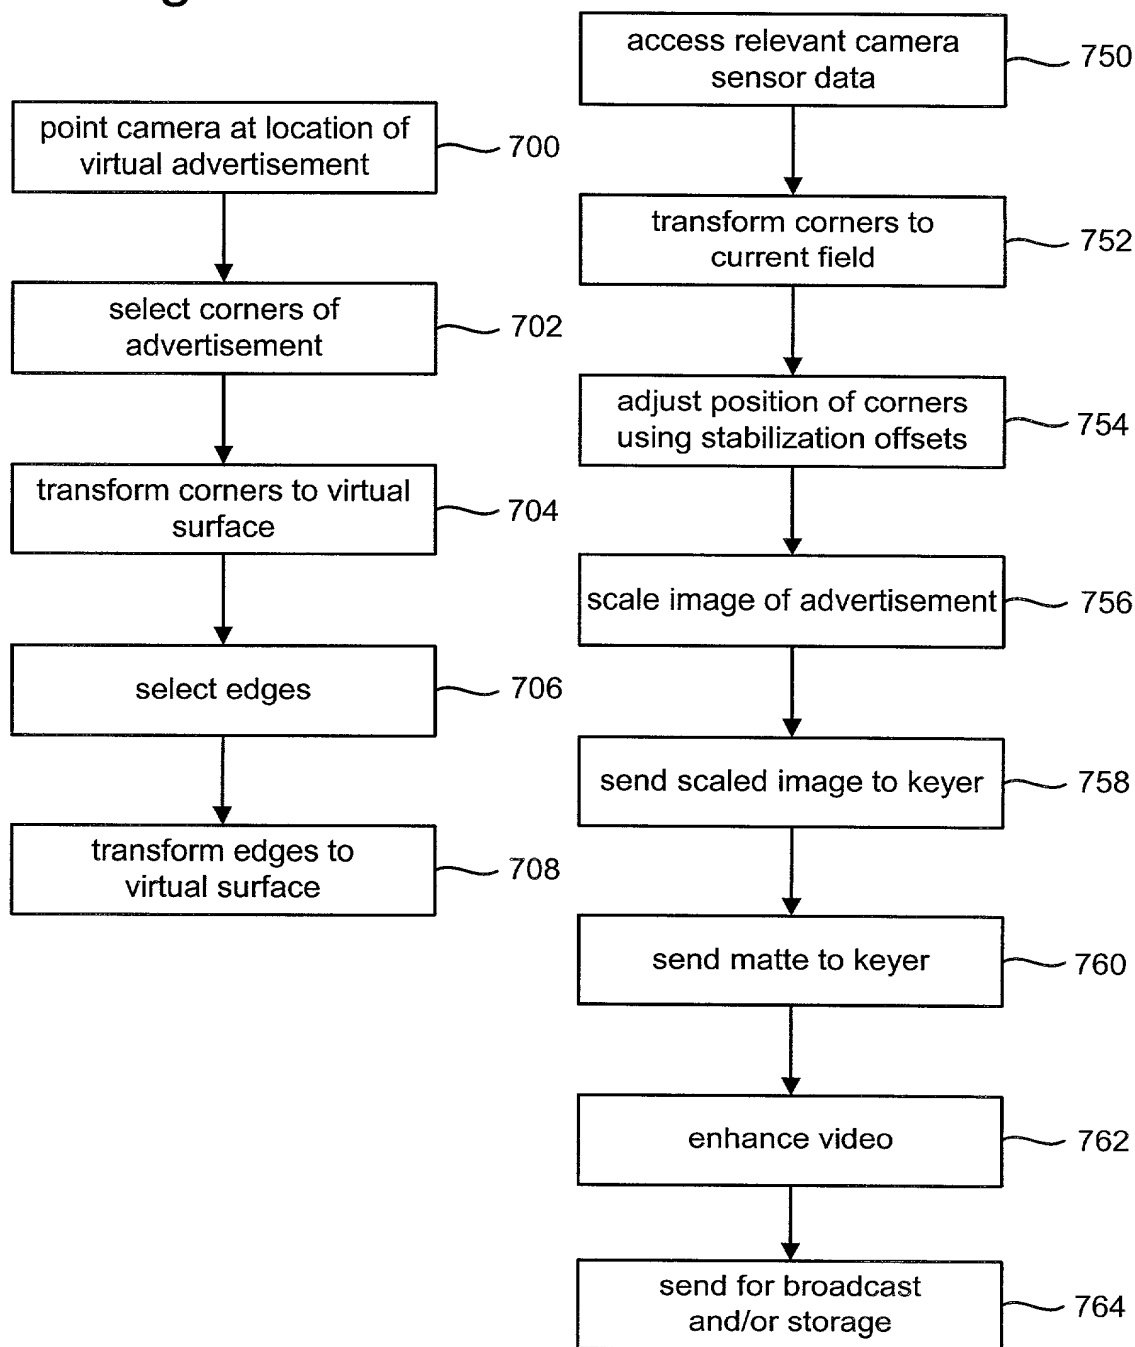 point camera at location of
virtual advertisement
700
select corners of
advertisement
702
transform corners to virtual
surface
704
select edges
706
transform edges to
virtual surface
708
access relevant camera
sensor data
750
transform corners to
current field
752
adjust position of corners
using stabilization offsets
754
scale image of advertisement
756
send scaled image to keyer
758
send matte to keyer
760
enhance video
762
send for broadcast
and/or storage
764